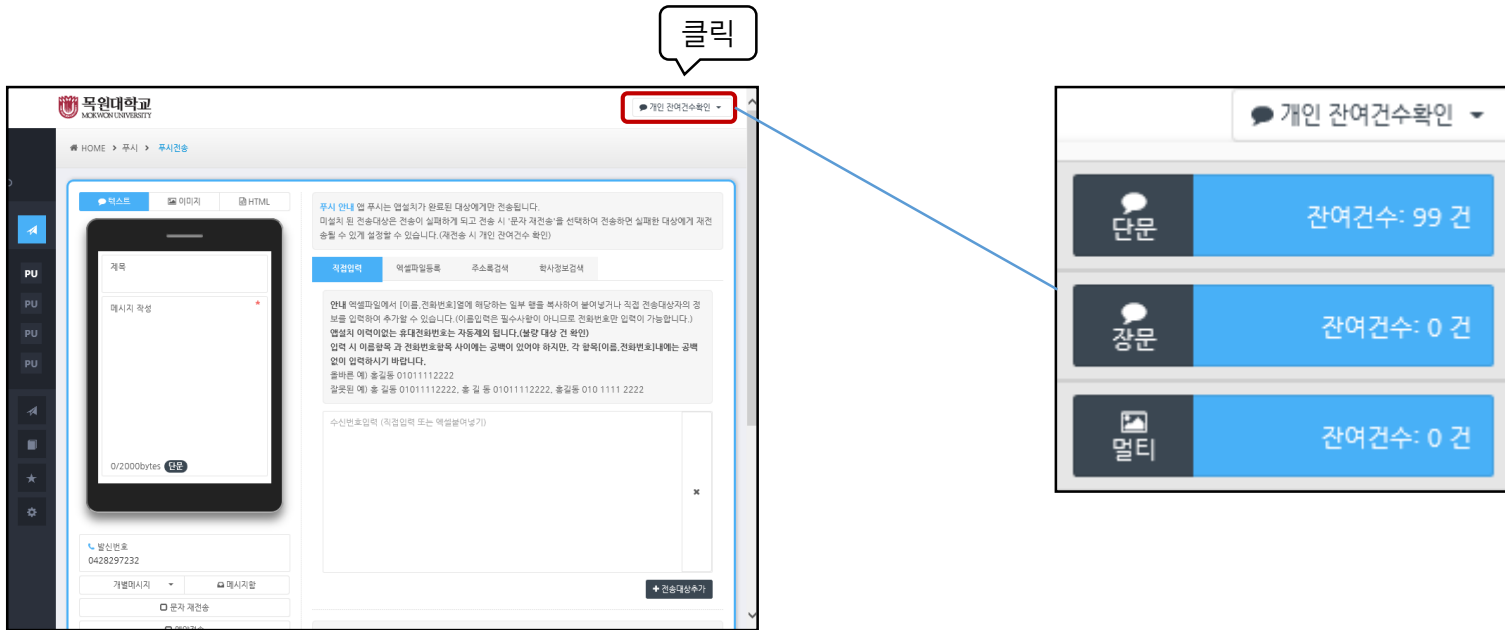 클릭
목원대학교
MOKWON UNIVERSITY
개인 잔여건수확인
HOME > 푸시 > 푸시전송
텍스트 이미지 HTML
제목
메시지 작성 *
0/2000bytes 단문
발신번호
0428297232
개별메시지 메시지함
문자 재전송
PU
PU
PU
PU
푸시 안내 앱 푸시는 앱설치가 완료된 대상에게만 전송됩니다.
미설치 된 전송대상은 전송이 실패하게 되고 전송 시 '문자 재전송'을 선택하여 전송하면 실패한 대상에게 재전
송될 수 있게 설정할 수 있습니다.(재전송 시 개인 잔여건수 확인)
직접입력 엑셀파일등록 주소록검색 학사정보검색
안내 엑셀파일에서 [이름,전화번호]열에 해당하는 일부 행을 복사하여 붙여넣거나 직접 전송대상자의 정
보를 입력하여 추가할 수 있습니다.(이름입력은 필수사항이 아니므로 전화번호만 입력이 가능합니다.)
앱설치 이력이없는 휴대전화번호는 자동제외 됩니다.(불량 대상 건 확인)
입력 시 이름항목 과 전화번호항목 사이에는 공백이 있어야 하지만, 각 항목[이름,전화번호]내에는 공백
없이 입력하시기 바랍니다.
올바른 예) 홍길동 01011112222
잘못된 예) 홍 길동 01011112222, 홍 길 동 01011112222, 홍길동 010 1111 2222
수신번호입력 (직접입력 또는 엑셀붙여넣기)
전송대상추가
개인 잔여건수확인
단문 잔여건수: 99 건
장문 잔여건수: 0 건
멀티 잔여건수: 0 건